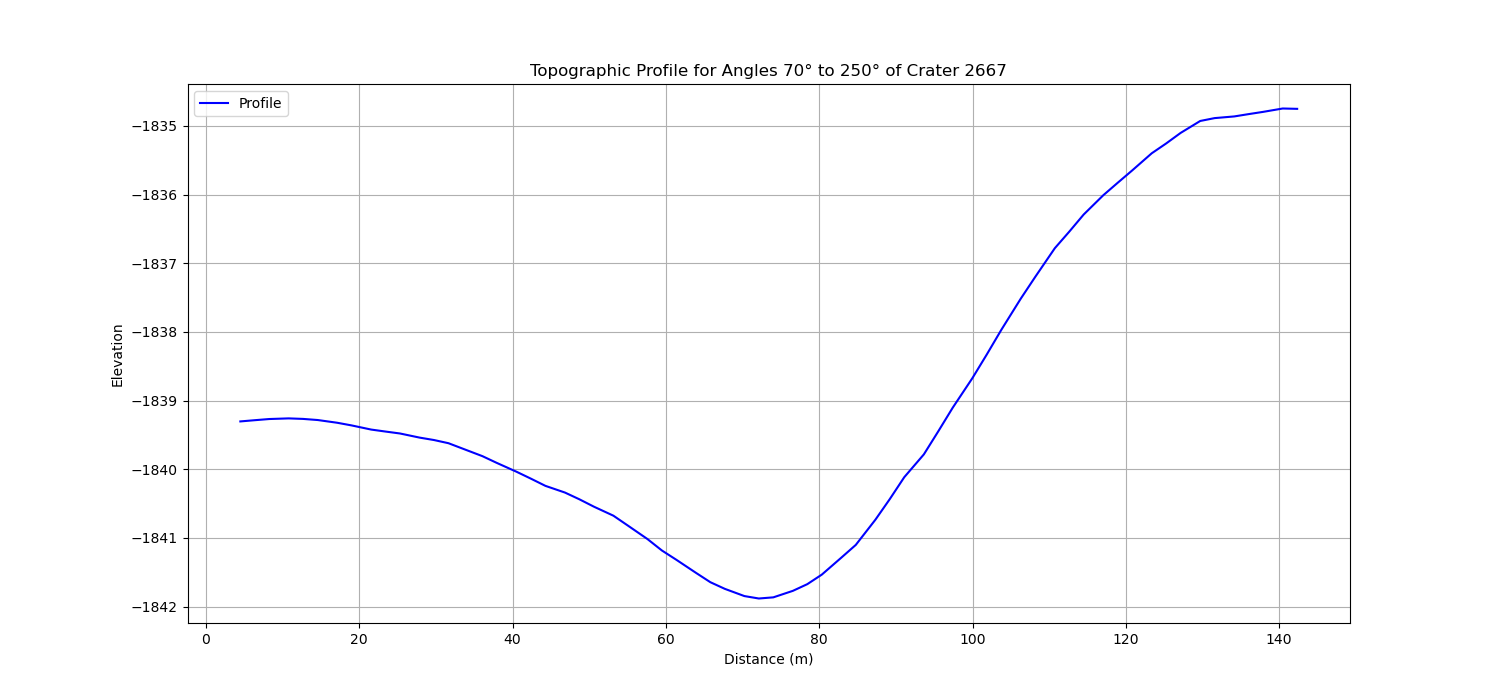 Topographic Profile for Angles 70° to 250° of Crater 2667
Profile
−1835
−1836
−1837
−1838
−1839
−1840
−1841
−1842
Elevation
0 20 40 60 80 100 120 140
Distance (m)